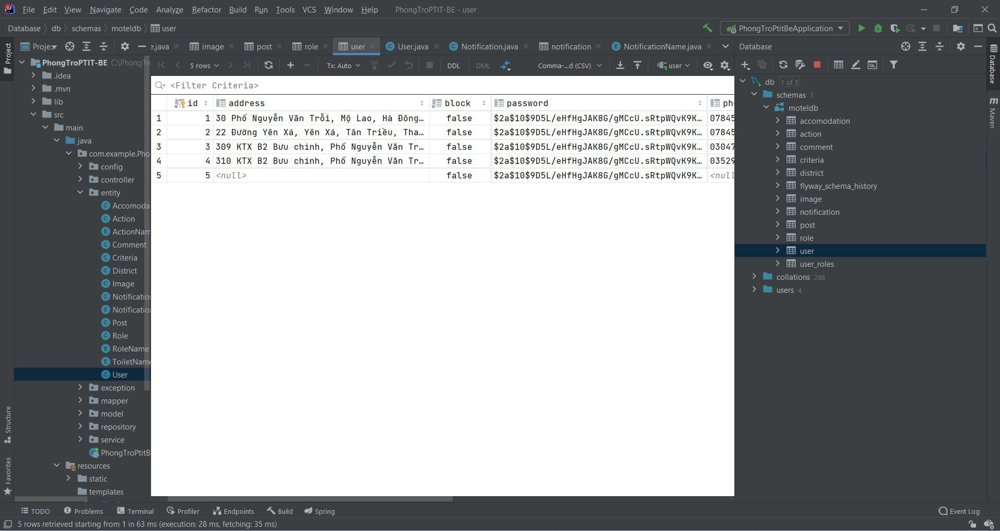 File Edit View Navigate Code Analyze Refactor Build Run Tools VCS Window Help PhongTroPTIT-BE - user
Database db schemas moteldb user PhongTroPtitBeApplication
Project Proje... e.java image post role user User.java Notification.java notification NotificationName.java Database
5 rows Tx: Auto DB DDL DML Comma-...d (CSV) user
<Filter Criteria>
id address block password pho
1 1 30 Phố Nguyễn Văn Trỗi, Mộ Lao, Hà Đông… false $2a$10$9D5L/eHfHgJAK8G/gMCcU.sRtpWQvK9K… 07845
2 2 22 Đường Yên Xá, Yên Xá, Tân Triều, Tha… false $2a$10$9D5L/eHfHgJAK8G/gMCcU.sRtpWQvK9K… 07845
3 3 309 KTX B2 Bưu chính, Phố Nguyễn Văn Tr… false $2a$10$9D5L/eHfHgJAK8G/gMCcU.sRtpWQvK9K… 03047
4 4 310 KTX B2 Bưu chính, Phố Nguyễn Văn Tr… false $2a$10$9D5L/eHfHgJAK8G/gMCcU.sRtpWQvK9K… 03529
5 5 <null> false $2a$10$9D5L/eHfHgJAK8G/gMCcU.sRtpWQvK9K… <null
PhongTroPTIT-BE C:\PhongTr
.idea
.mvn
lib
src
main
java
com.example.Pho
config
controller
entity
Accomoda
Action
ActionNam
Comment
Criteria
District
Image
Notificatio
Notificatio
Post
Role
RoleName
ToiletName
User
exception
mapper
model
repository
service
PhongTroPtitB
resources
static
templates
db 1 of 5
schemas 1
moteldb
accomodation
action
comment
criteria
district
flyway_schema_history
image
notification
post
role
user
user_roles
collations 286
users 4
Database
Maven
Structure
Favorites
TODO Problems Terminal Profiler Endpoints Build Spring Event Log
5 rows retrieved starting from 1 in 63 ms (execution: 28 ms, fetching: 35 ms)